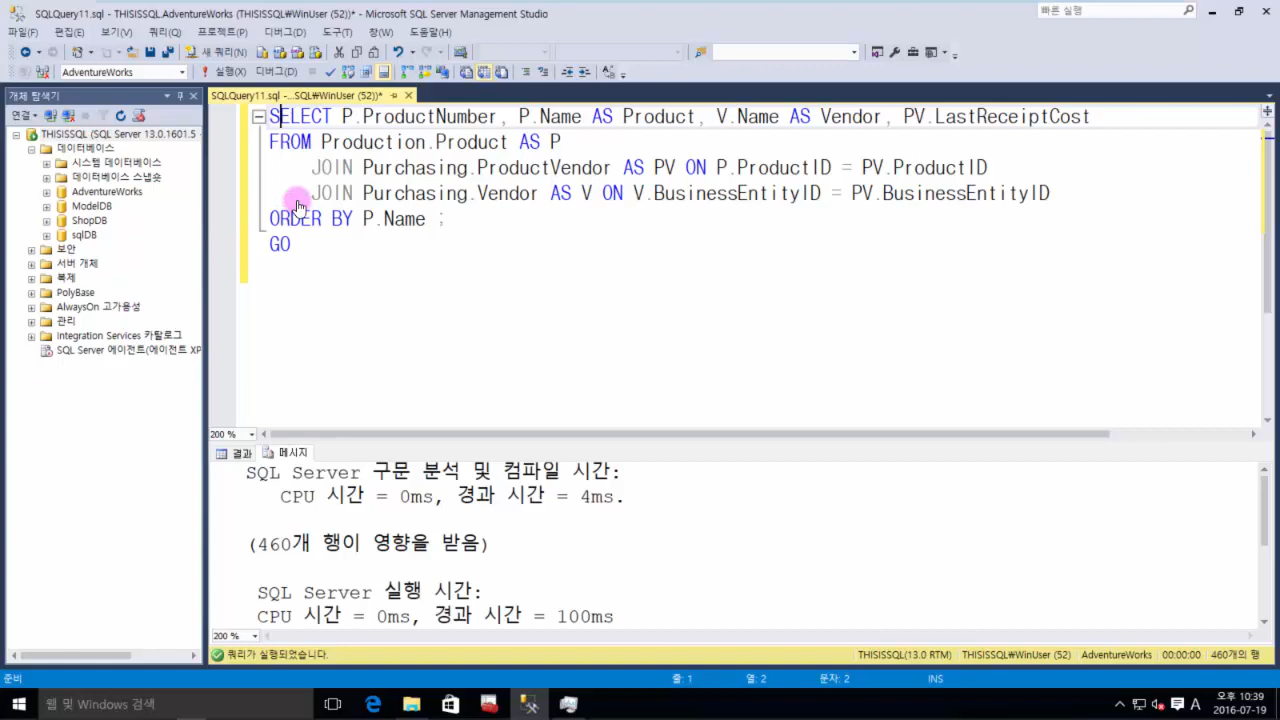 SQLQuery11.sql - THISISSQL.AdventureWorks (THISISSQL₩WinUser (52))* - Microsoft SQL Server Management Studio
빠른 실행
파일(F) 편집(E) 보기(V) 쿼리(Q) 프로젝트(P) 디버그(D) 도구(T) 창(W) 도움말(H)
새 쿼리(N)
AdventureWorks
실행(X) 디버그(D)
개체 탐색기
SQLQuery11.sql -...SQL₩WinUser (52))*
연결
THISISSQL (SQL Server 13.0.1601.5
데이터베이스
시스템 데이터베이스
데이터베이스 스냅숏
AdventureWorks
ModelDB
ShopDB
sqlDB
보안
서버 개체
복제
PolyBase
AlwaysOn 고가용성
관리
Integration Services 카탈로그
SQL Server 에이전트(에이전트 XP
SELECT P.ProductNumber, P.Name AS Product, V.Name AS Vendor, PV.LastReceiptCost
FROM Production.Product AS P
JOIN Purchasing.ProductVendor AS PV ON P.ProductID = PV.ProductID
JOIN Purchasing.Vendor AS V ON V.BusinessEntityID = PV.BusinessEntityID
ORDER BY P.Name ;
GO
200 %
결과 메시지
SQL Server 구문 분석 및 컴파일 시간:
CPU 시간 = 0ms, 경과 시간 = 4ms.
(460개 행이 영향을 받음)
SQL Server 실행 시간:
CPU 시간 = 0ms, 경과 시간 = 100ms
200 %
쿼리가 실행되었습니다.
THISISSQL(13.0 RTM) THISISSQL₩WinUser (52) AdventureWorks 00:00:00 460개의 행
준비
줄: 1 열: 2 문자: 2 INS
웹 및 Windows 검색
A
오후 10:39
2016-07-19